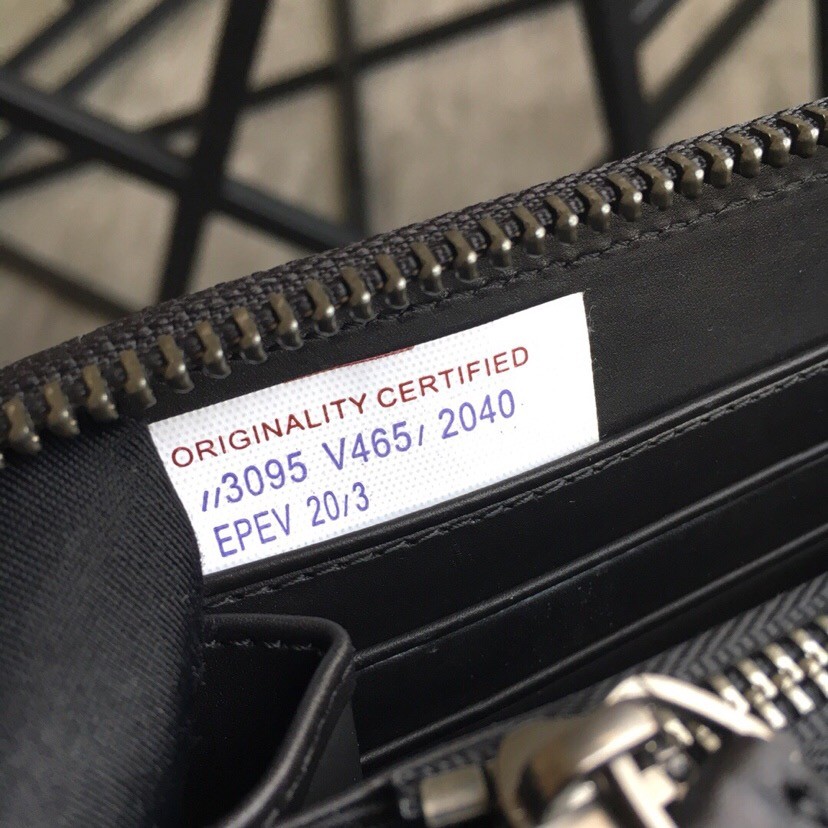 ORIGINALITY CERTIFIED
//3095 V465/ 2040
EPEV 20/3